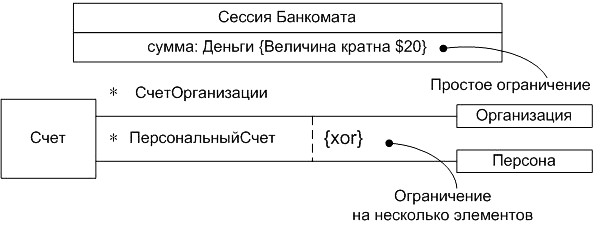 Сессия Банкомата
сумма: Деньги {Величина кратна $20}
Простое ограничение
* СчетОрганизации
Организация
Счет
* ПерсональныйСчет
{xor}
Персона
Ограничение
на несколько элементов